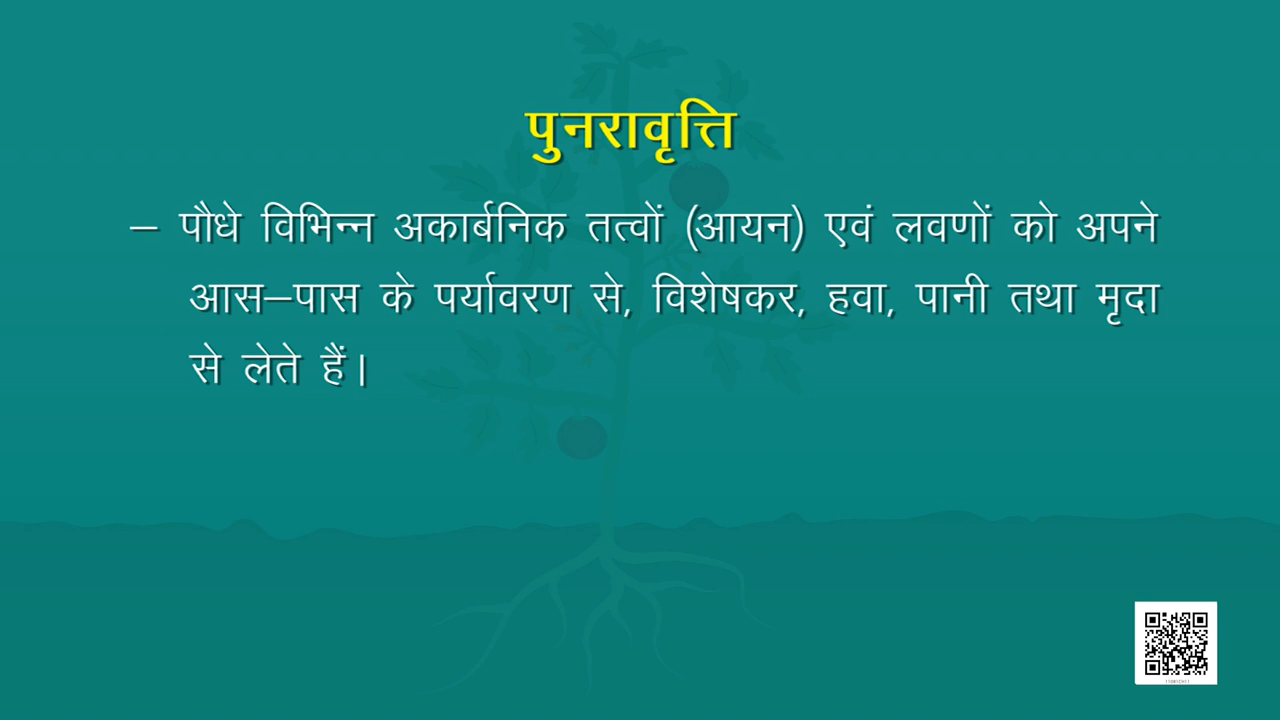 पुनरावृत्ति
– पौधे विभिन्न अकार्बनिक तत्वों (आयन) एवं लवणों को अपने
आस–पास के पर्यावरण से, विशेषकर, हवा, पानी तथा मृदा
से लेते हैं।